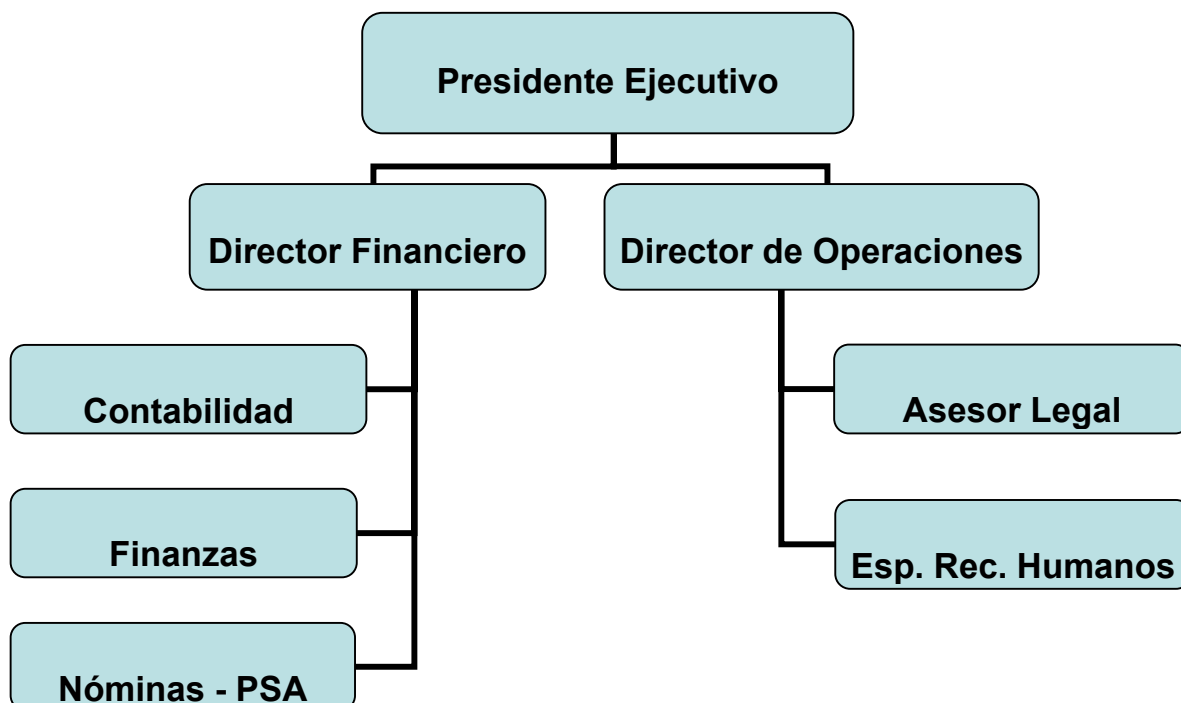 Presidente Ejecutivo
Director Financiero
Director de Operaciones
Contabilidad
Asesor Legal
Finanzas
Esp. Rec. Humanos
Nóminas - PSA